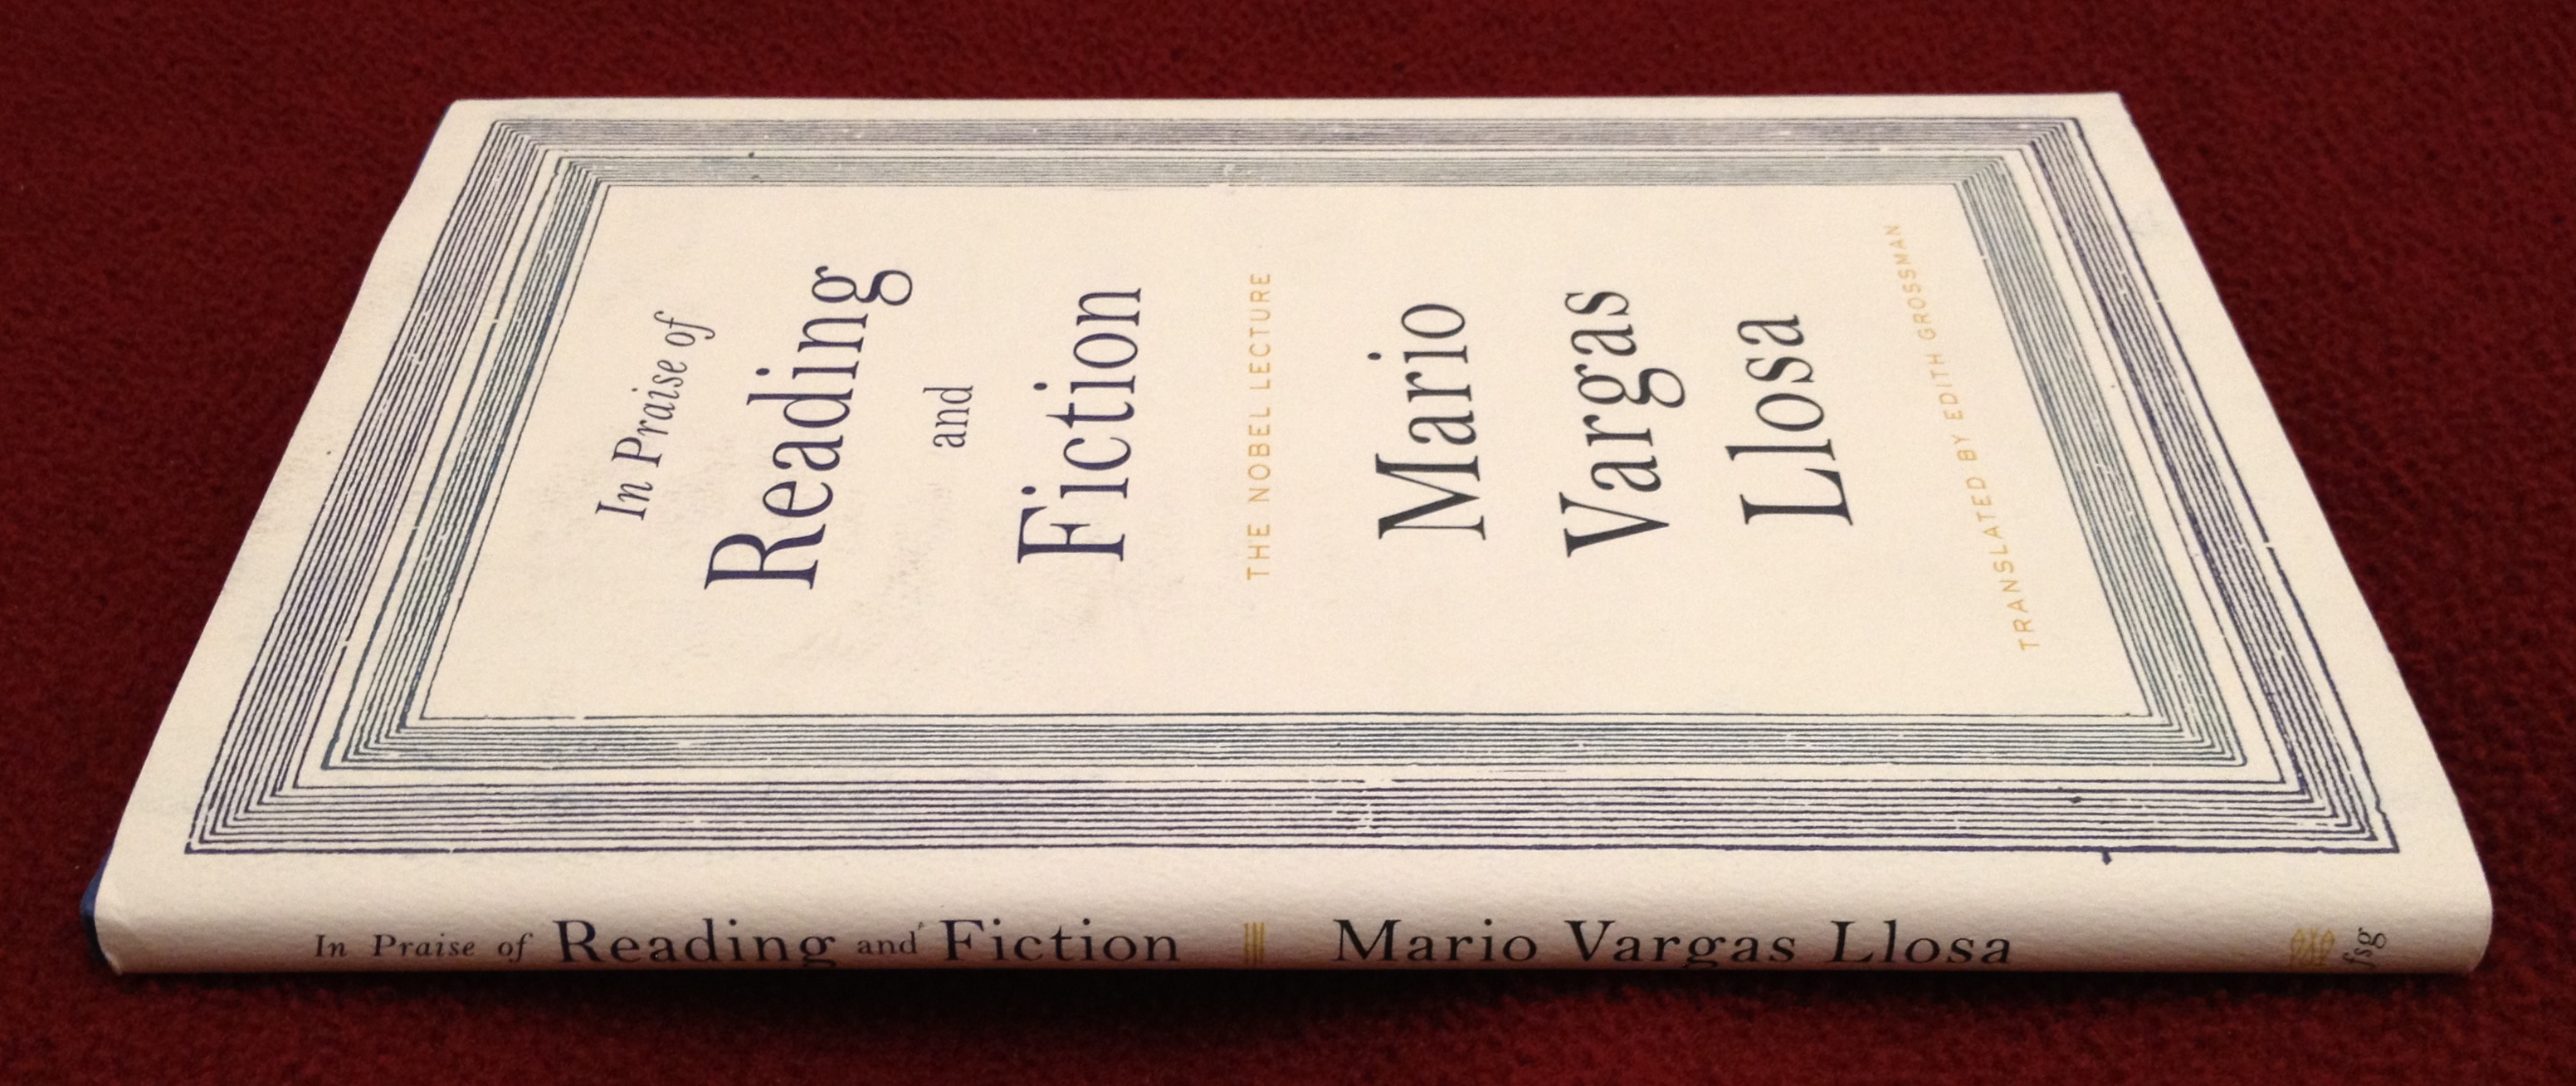 In Praise of
Reading
and
Fiction
THE NOBEL LECTURE
Mario
Vargas
Llosa
TRANSLATED BY EDITH GROSSMAN
In Praise of Reading and Fiction Mario Vargas Llosa fsg